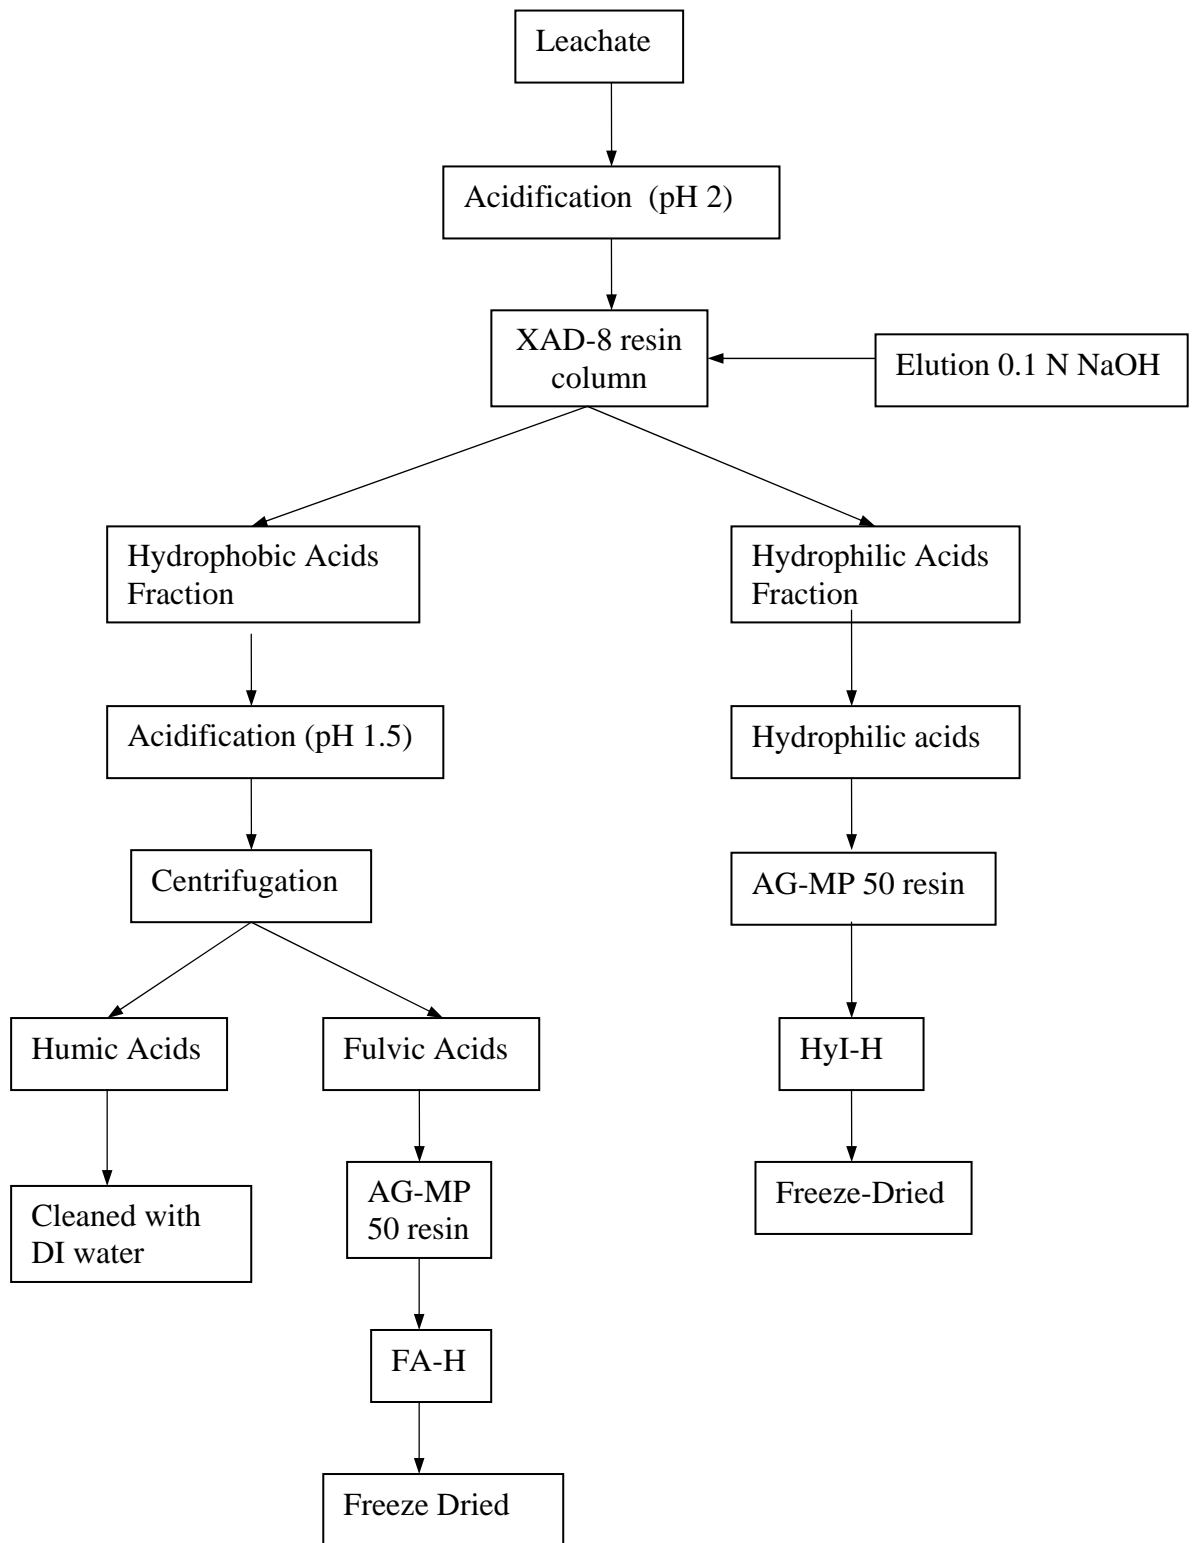 Leachate
Acidification (pH 2)
XAD-8 resin
column
Elution 0.1 N NaOH
Hydrophobic Acids
Fraction
Hydrophilic Acids
Fraction
Acidification (pH 1.5)
Hydrophilic acids
Centrifugation
AG-MP 50 resin
Humic Acids
Fulvic Acids
HyI-H
Cleaned with
DI water
AG-MP
50 resin
Freeze-Dried
FA-H
Freeze Dried